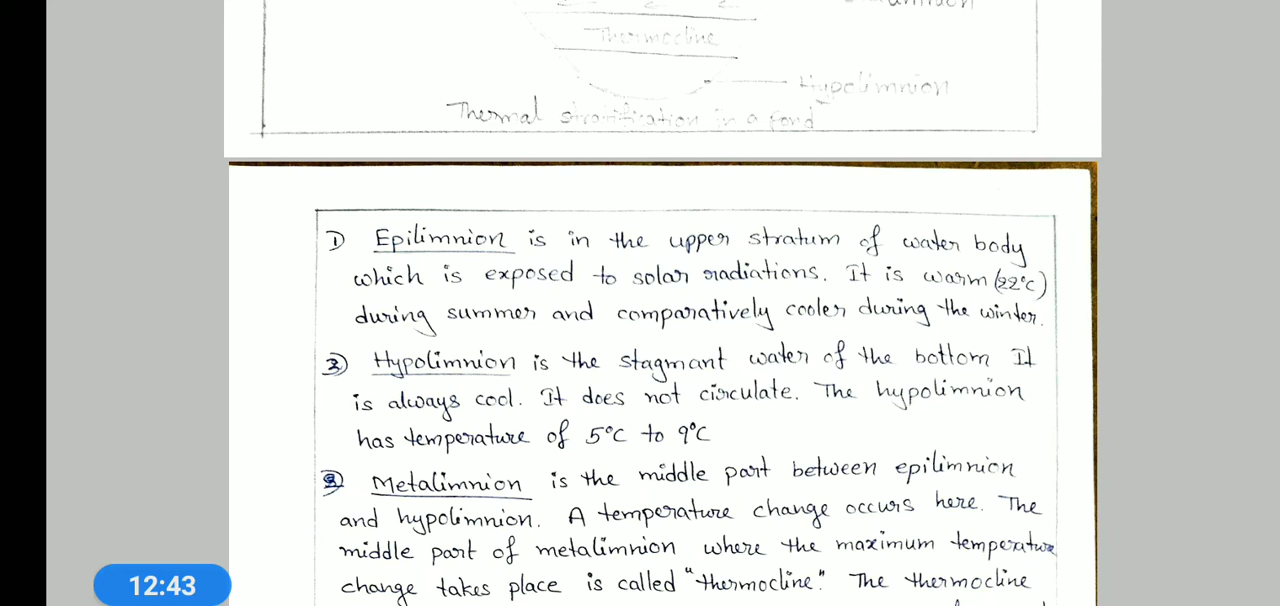 Thermocline
Hypolimnion
Thermal stratification in a Pond
1) Epilimnion is in the upper stratum of water body
which is exposed to solar radiations. It is warm (22°C)
during summer and comparatively cooler during the winter.
3) Hypolimnion is the stagmant water of the bottom It
is always cool. It does not circulate. The hypolimnion
has temperature of 5°C to 9°C
2) Metalimnion is the middle part between epilimnion
and hypolimnion. A temperature change occurs here. The
middle part of metalimnion where the maximum temperature
change takes place is called "thermocline". The thermocline
12:43